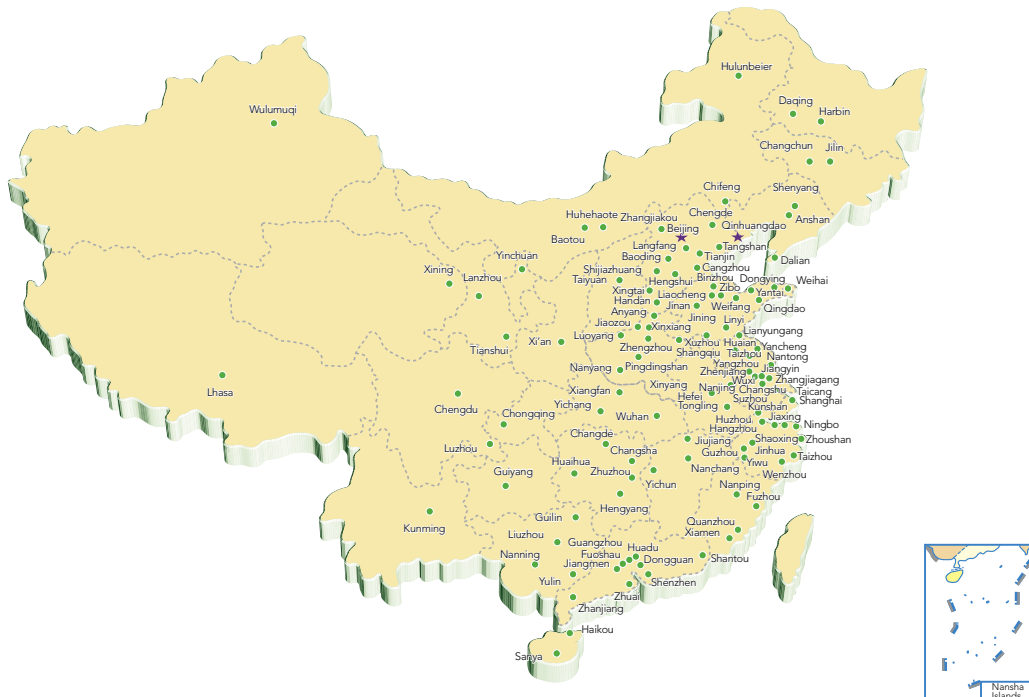 Hulunbeier
Daqing
Harbin
Wulumuqi
Changchun
Jilin
Chifeng
Shenyang
Huhehaote
Zhangjiakou
Chengde
Anshan
Qinhuangdao
Beijing
Baotou
Langfang
Tangshan
Yinchuan
Baoding
Tianjin
Dalian
Xining
Lanzhou
Shijiazhuang
Cangzhou
Taiyuan
Hengshui
Binzhou
Dongying
Weihai
Xingtai
Liaocheng
Zibo
Yantai
Handan
Jinan
Weifang
Qingdao
Anyang
Jining
Linyi
Jiaozou
Xinxiang
Lianyungang
Luoyang
Xi'an
Tianshui
Zhengzhou
Xuzhou
Huaian
Yancheng
Shangqiu
Taizhou
Nantong
Nanyang
Pingdingshan
Yangzhou
Zhenjiang
Jiangyin
Wuxi
Zhangjiagang
Xiangfan
Xinyang
Nanjing
Changshu
Taicang
Lhasa
Hefei
Suzhou
Shanghai
Chengdu
Yichang
Tongling
Kunshan
Chongqing
Wuhan
Huzhou
Jiaxing
Hangzhou
Ningbo
Changde
Jiujiang
Shaoxing
Zhoushan
Luzhou
Changsha
Guzhou
Jinhua
Taizhou
Huaihua
Zhuzhou
Nanchang
Yiwu
Guiyang
Yichun
Wenzhou
Nanping
Hengyang
Fuzhou
Guilin
Kunming
Quanzhou
Liuzhou
Xiamen
Guangzhou
Huadu
Nanning
Fuoshau
Shantou
Jiangmen
Dongguan
Yulin
Shenzhen
Zhuai
Zhanjiang
Haikou
Sanya
Nansha
Islands